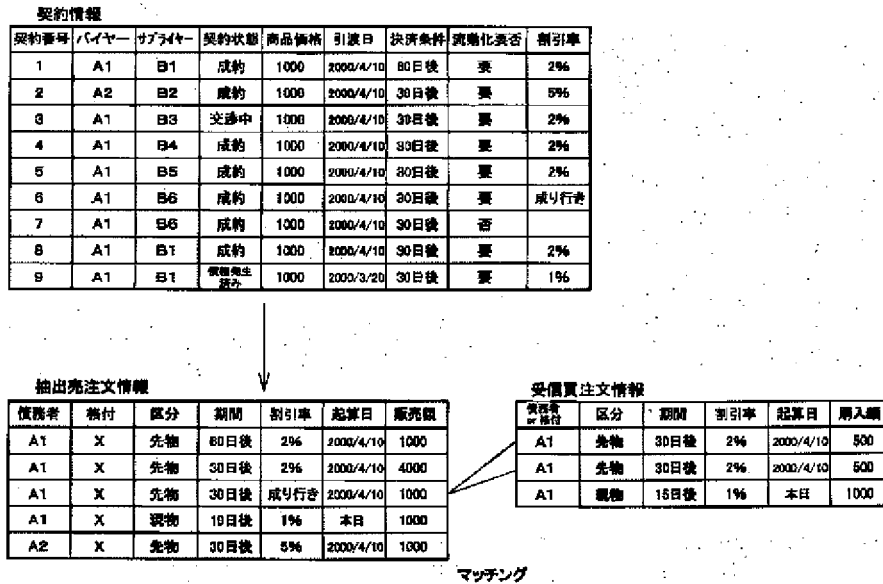 契約情報
契約番号 バイヤー サプライヤー 契約状態 商品価格 引渡日 決済条件 流動化要否 割引率
1 A1 B1 成約 1000 2000/4/10 60日後 要 2%
2 A2 B2 成約 1000 2000/4/10 30日後 要 5%
3 A1 B3 交渉中 1000 2000/4/10 30日後 要 2%
4 A1 B4 成約 1000 2000/4/10 30日後 要 2%
5 A1 B5 成約 1000 2000/4/10 30日後 要 2%
6 A1 B6 成約 1000 2000/4/10 30日後 要 成り行き
7 A1 B6 成約 1000 2000/4/10 30日後 否
8 A1 B1 成約 1000 2000/4/10 30日後 要 2%
9 A1 B1 債権発生済み 1000 2000/3/20 30日後 要 1%
抽出売注文情報
債務者 格付 区分 期間 割引率 起算日 販売額
A1 X 先物 60日後 2% 2000/4/10 1000
A1 X 先物 30日後 2% 2000/4/10 4000
A1 X 先物 30日後 成り行き 2000/4/10 1000
A1 X 現物 19日後 1% 本日 1000
A2 X 先物 30日後 5% 2000/4/10 1000
受信買注文情報
債務者or格付 区分 期間 割引率 起算日 購入額
A1 先物 30日後 2% 2000/4/10 500
A1 先物 30日後 2% 2000/4/10 500
A1 現物 15日後 1% 本日 1000
マッチング